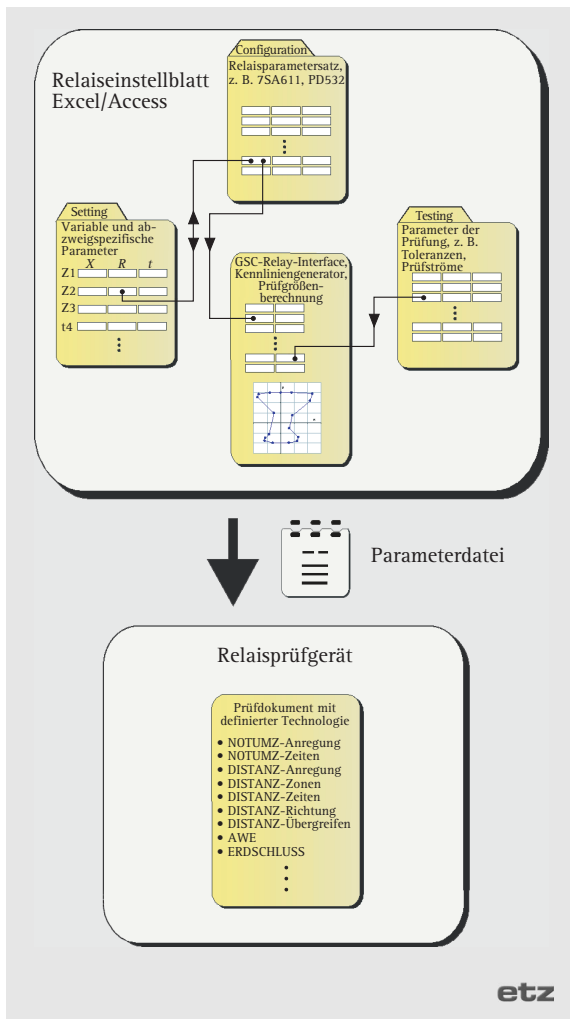 Relaiseinstellblatt
Excel/Access
Configuration
Relaisparametersatz,
z. B. 7SA611, PD532
Setting
Variable und ab-
zweigspezifische
Parameter
X R t
Z1
Z2
Z3
t4
GSC-Relay-Interface,
Kennliniengenerator,
Prüfgrößen-
berechnung
Testing
Parameter der
Prüfung, z. B.
Toleranzen,
Prüfströme
Parameterdatei
Relaisprüfgerät
Prüfdokument mit
definierter Technologie
• NOTUMZ-Anregung
• NOTUMZ-Zeiten
• DISTANZ-Anregung
• DISTANZ-Zonen
• DISTANZ-Zeiten
• DISTANZ-Richtung
• DISTANZ-Übergreifen
• AWE
• ERDSCHLUSS
etz